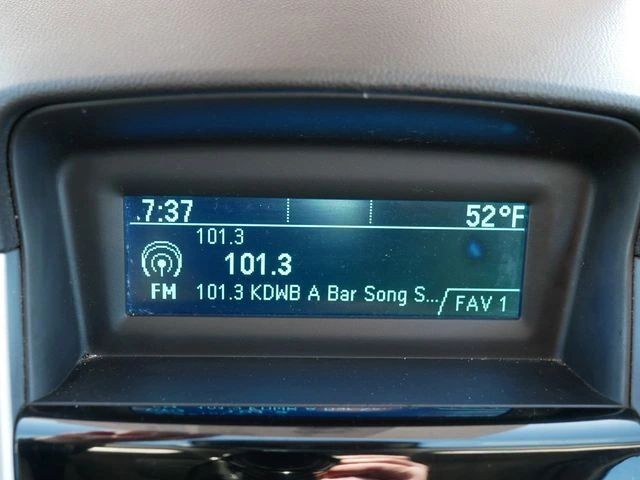 .7:37 52°F
101.3
101.3
FM 101.3 KDWB A Bar Song S... FAV 1